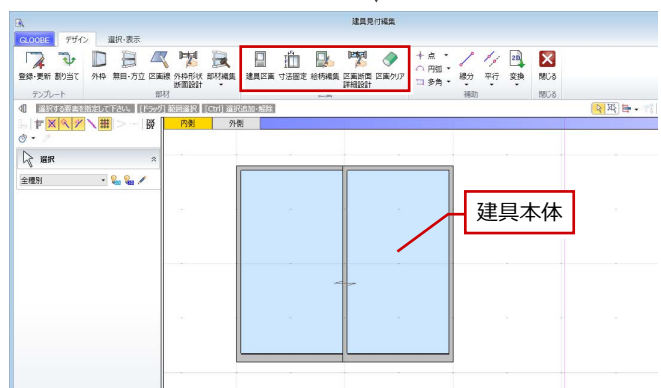 建具見付編集
GLOOBE デザイン 選択・表示
登録・更新 割り当て 外枠 無目・方立 区画線 外枠形状断面設計 部材編集 建具区画 寸法固定 絵柄編集 区画断面詳細設計 区画クリア 十点 円弧 多角 線分 平行 変換 閉じる
テンプレート 部材 補助 閉じる
選択する要素を指定して下さい。 [ドラッグ] 範囲選択 [Ctrl] 選択追加・解除
内側 外側
選択
全種別
建具本体